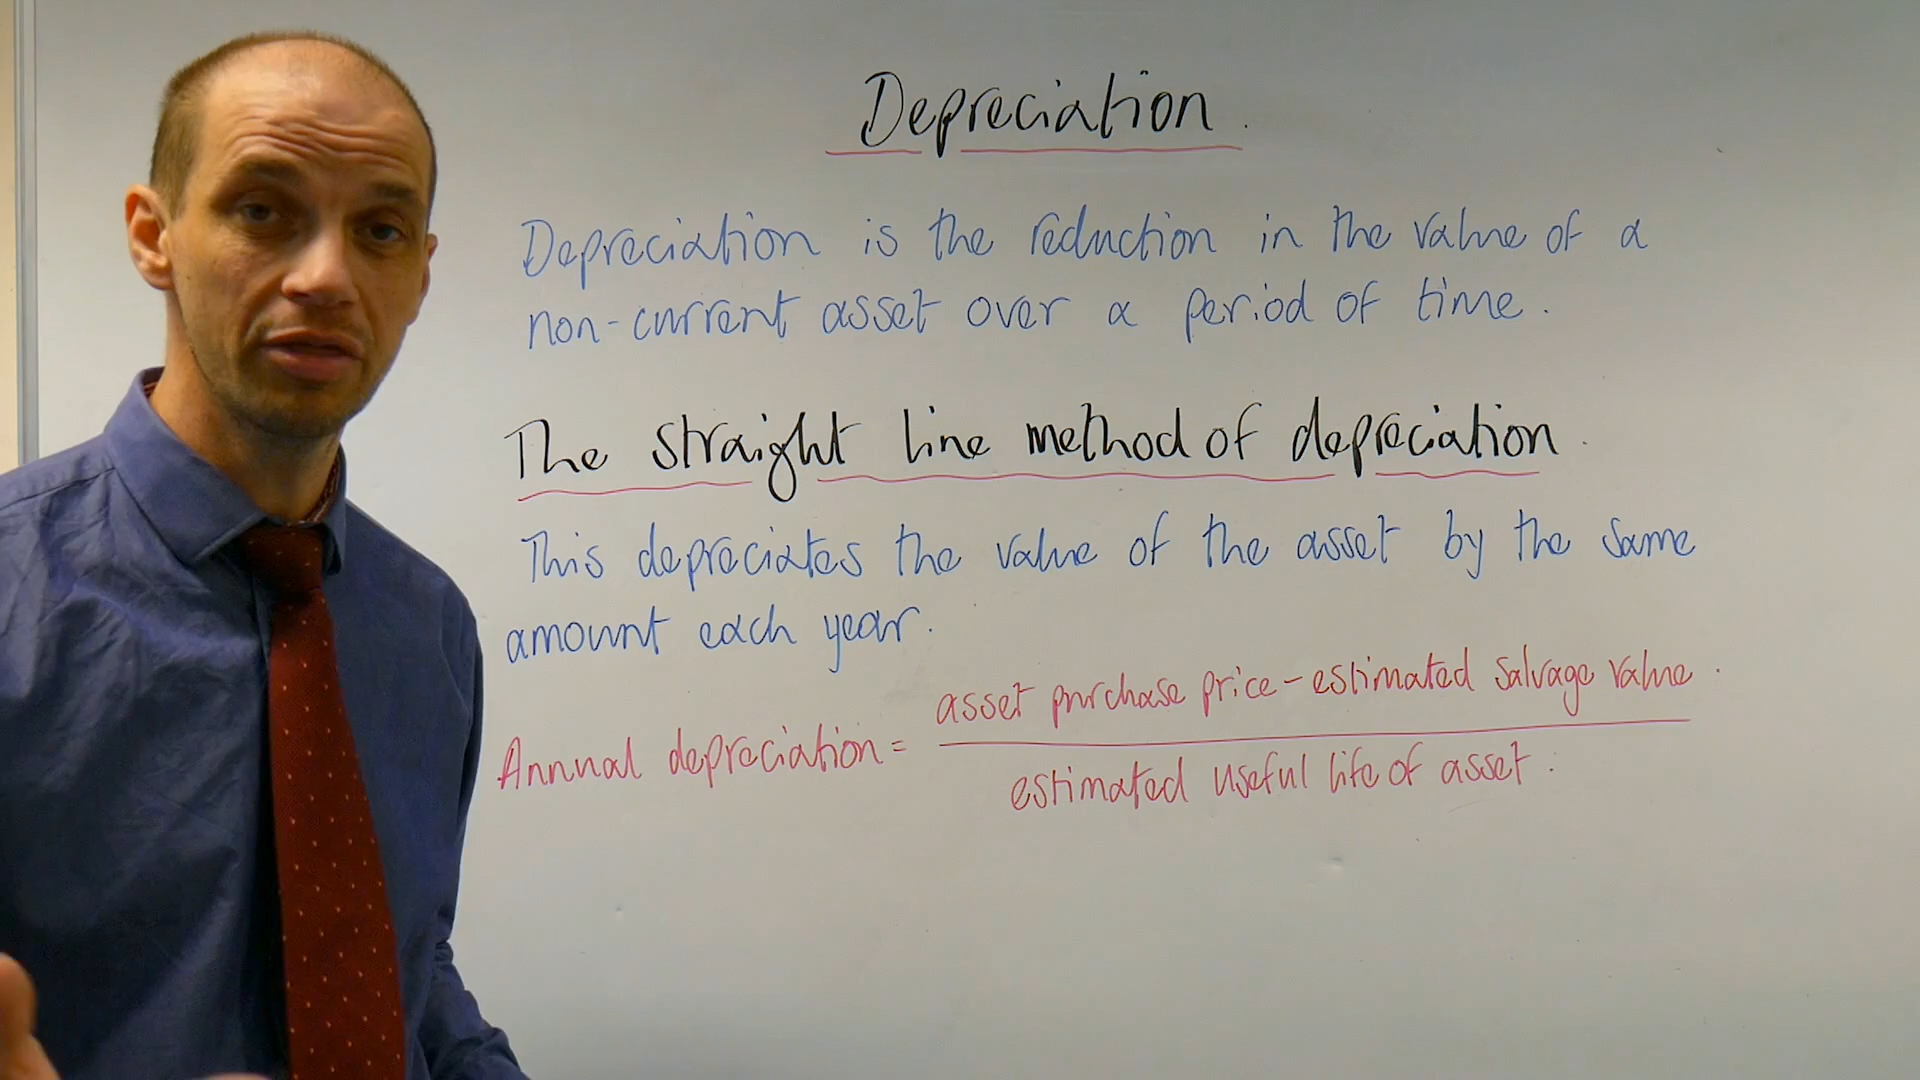 Depreciation.
Depreciation is the reduction in the value of a
non-current asset over a period of time.
The straight line method of depreciation.
This depreciates the value of the asset by the same
amount each year.
asset purchase price - estimated salvage value.
Annual depreciation =
estimated useful life of asset.